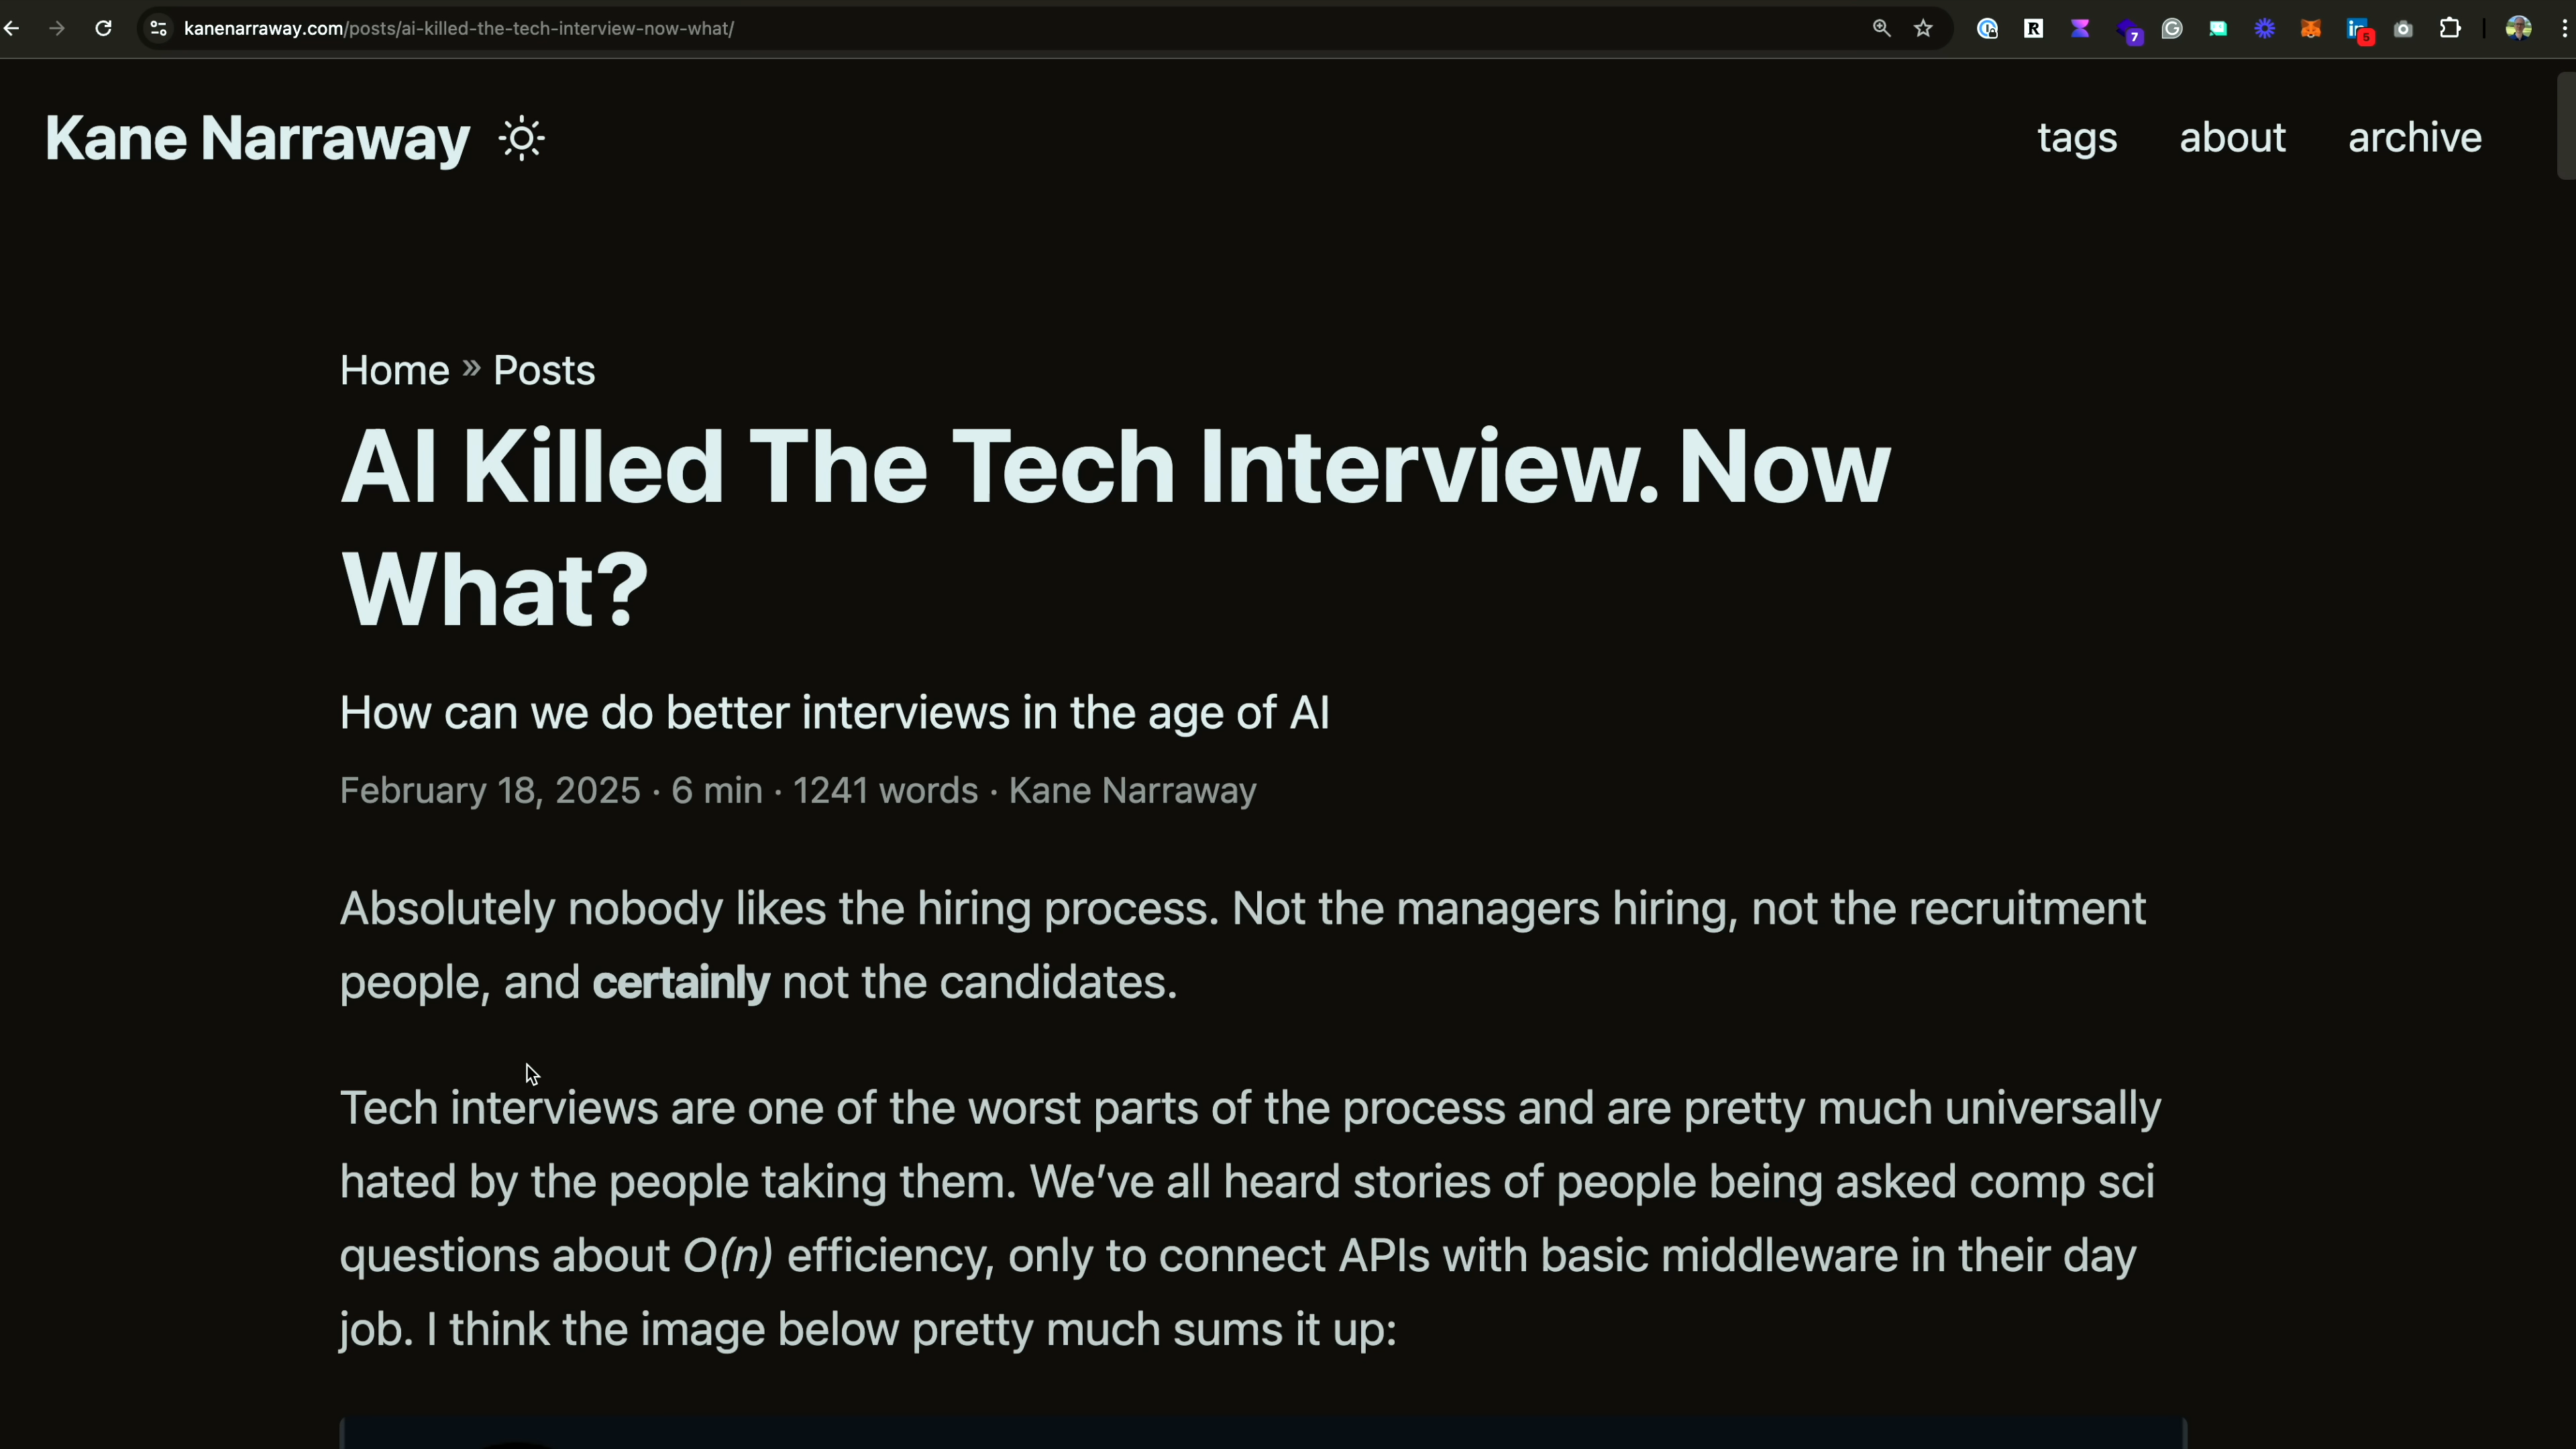 kanenarraway.com/posts/ai-killed-the-tech-interview-now-what/
7
5
Kane Narraway
tags about archive
Home » Posts
AI Killed The Tech Interview. Now
What?
How can we do better interviews in the age of AI
February 18, 2025 · 6 min · 1241 words · Kane Narraway
Absolutely nobody likes the hiring process. Not the managers hiring, not the recruitment
people, and certainly not the candidates.
Tech interviews are one of the worst parts of the process and are pretty much universally
hated by the people taking them. We’ve all heard stories of people being asked comp sci
questions about O(n) efficiency, only to connect APIs with basic middleware in their day
job. I think the image below pretty much sums it up: